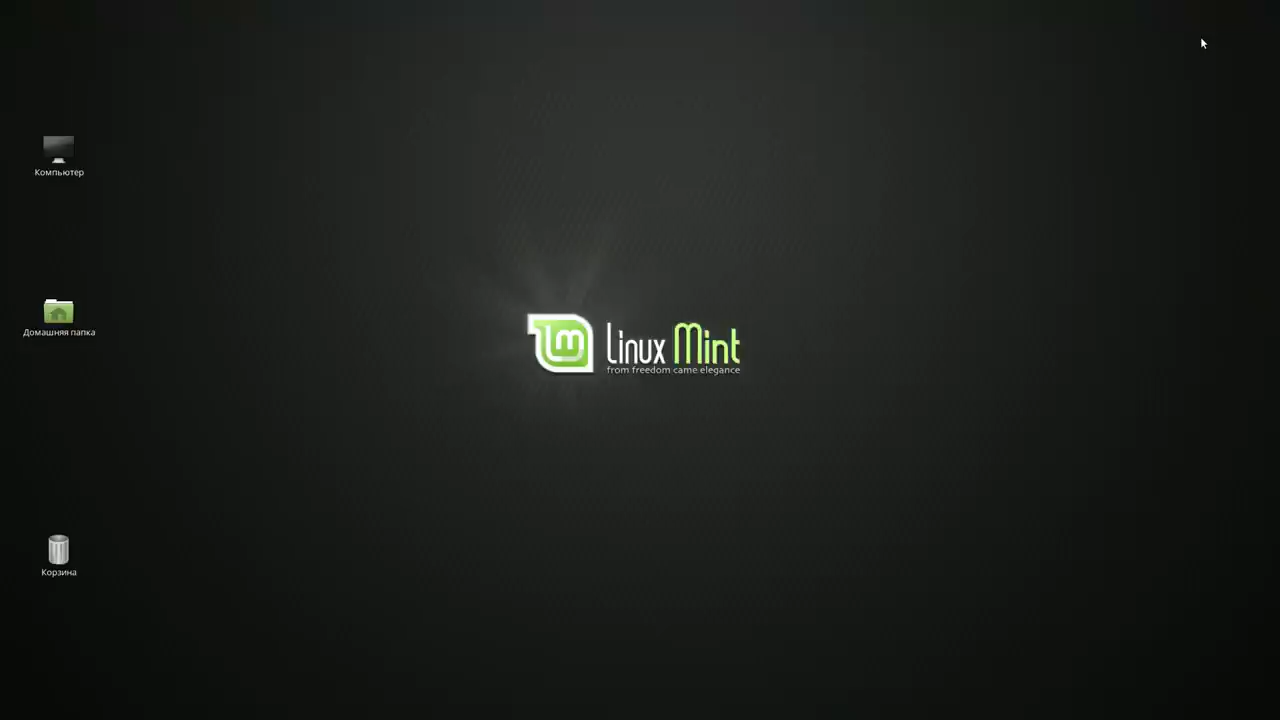 Компьютер
Домашняя папка
Linux Mint
from freedom came elegance
Корзина